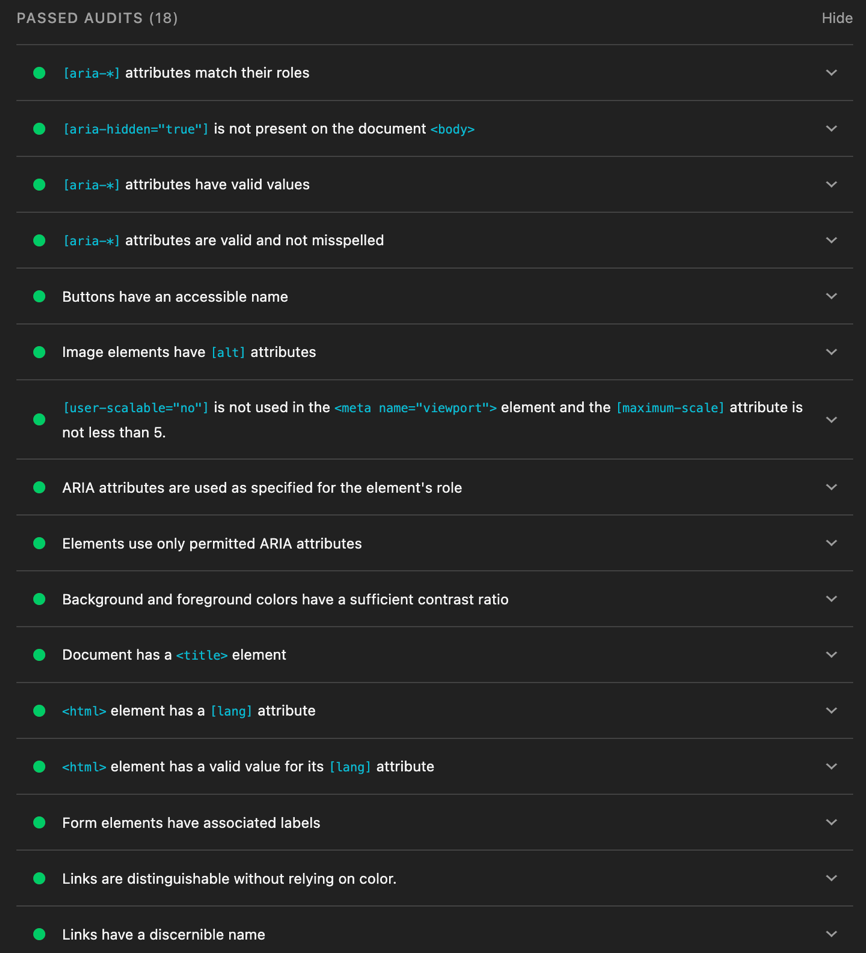 PASSED AUDITS (18)
Hide
[aria-*] attributes match their roles
[aria-hidden="true"] is not present on the document <body>
[aria-*] attributes have valid values
[aria-*] attributes are valid and not misspelled
Buttons have an accessible name
Image elements have [alt] attributes
[user-scalable="no"] is not used in the <meta name="viewport"> element and the [maximum-scale] attribute is
not less than 5.
ARIA attributes are used as specified for the element's role
Elements use only permitted ARIA attributes
Background and foreground colors have a sufficient contrast ratio
Document has a <title> element
<html> element has a [lang] attribute
<html> element has a valid value for its [lang] attribute
Form elements have associated labels
Links are distinguishable without relying on color.
Links have a discernible name